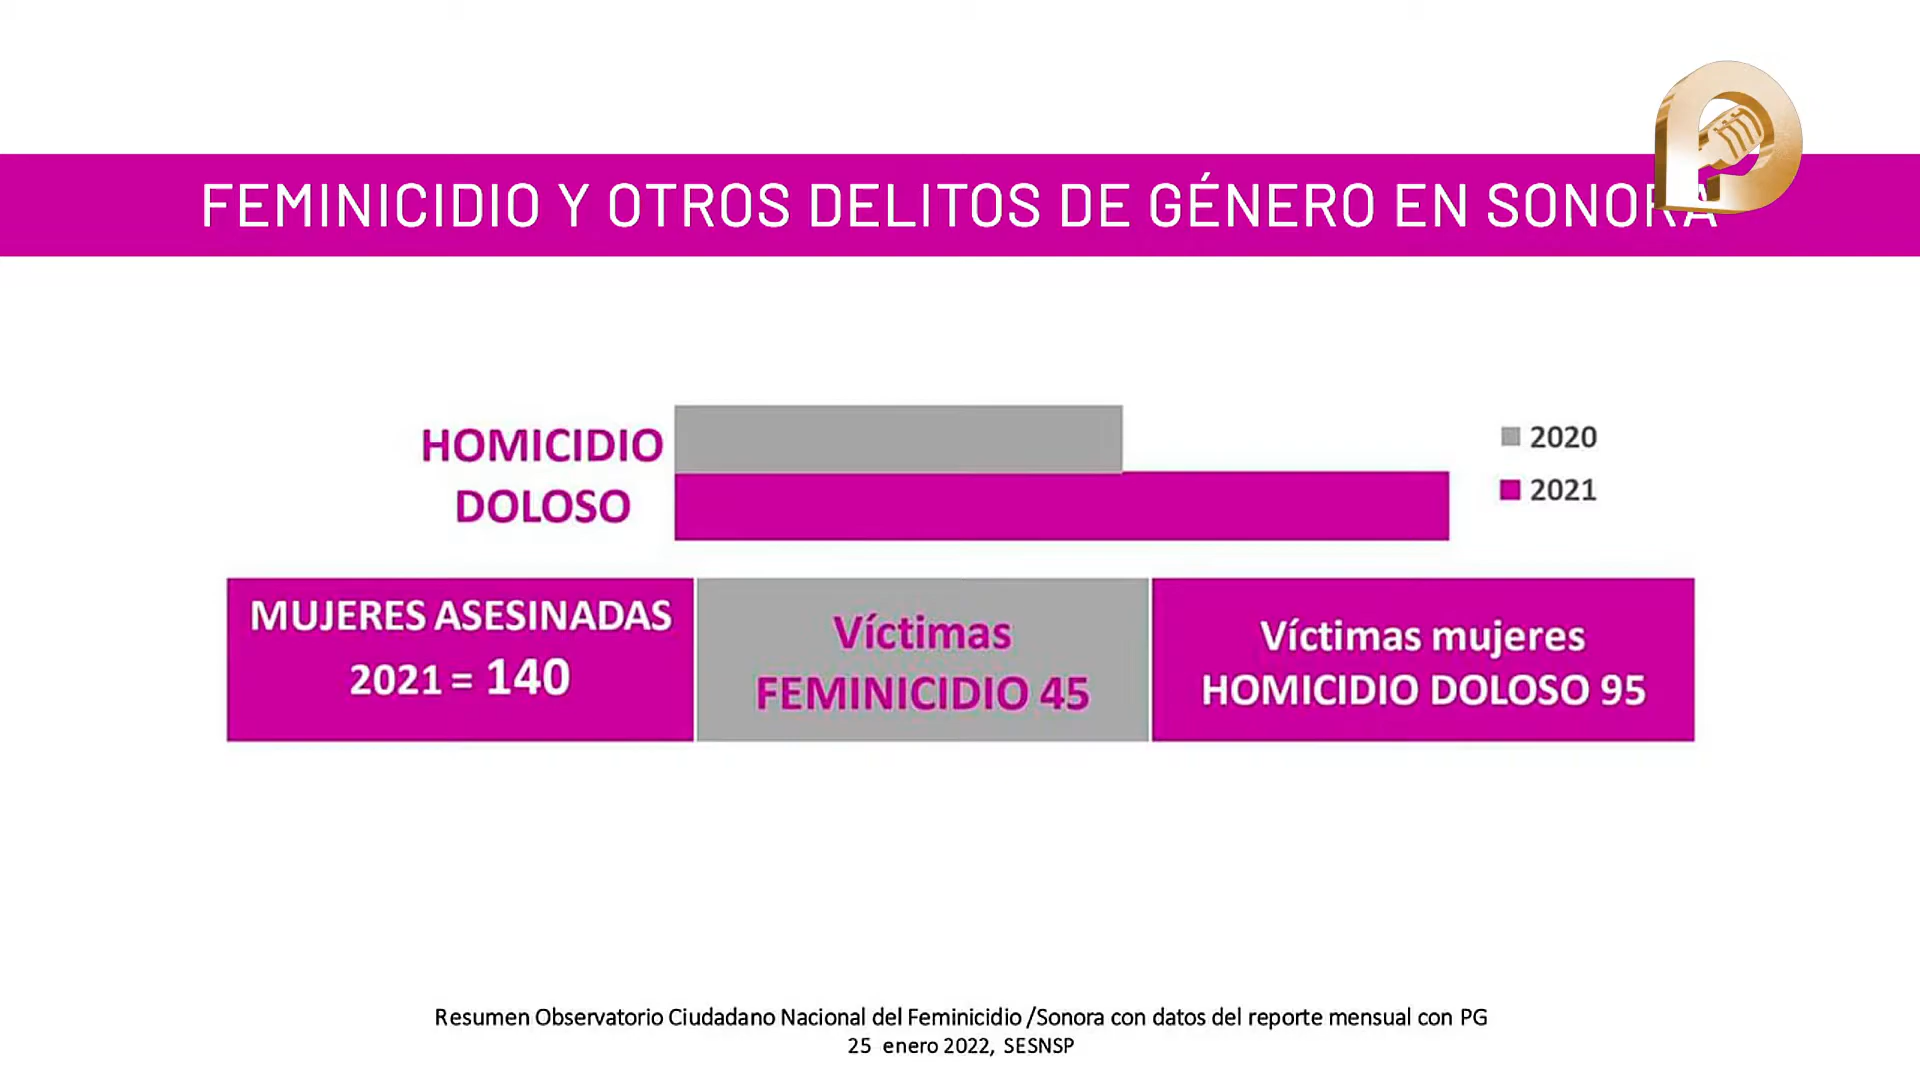 FEMINICIDIO Y OTROS DELITOS DE GÉNERO EN SONORA
HOMICIDIO
DOLOSO
2020
2021
MUJERES ASESINADAS
2021 = 140
Víctimas
FEMINICIDIO 45
Víctimas mujeres
HOMICIDIO DOLOSO 95
Resumen Observatorio Ciudadano Nacional del Feminicidio /Sonora con datos del reporte mensual con PG
25 enero 2022, SESNSP